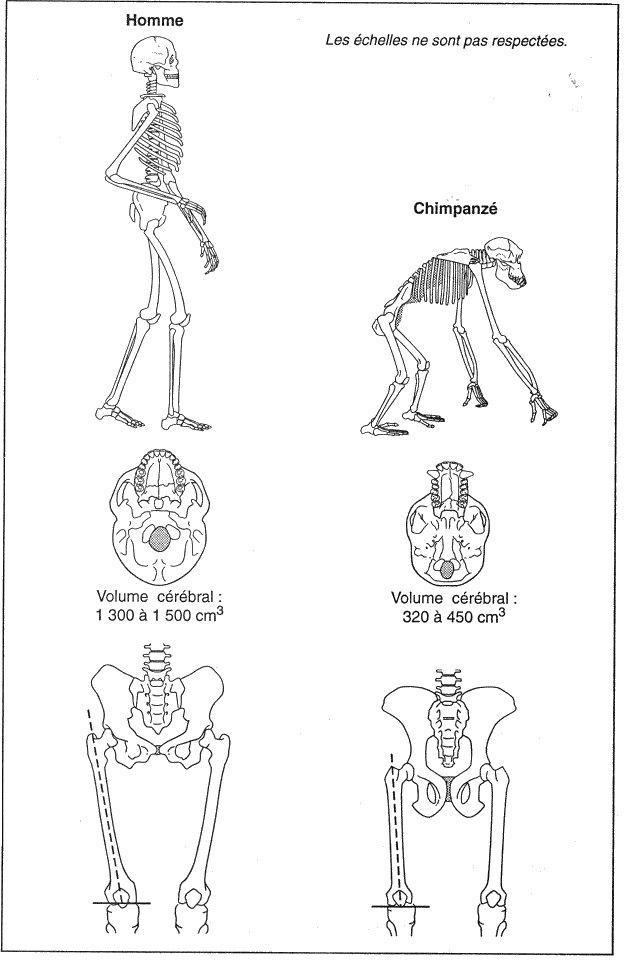 Homme
Les échelles ne sont pas respectées.
Chimpanzé
Volume cérébral :
1 300 à 1 500 cm³
Volume cérébral :
320 à 450 cm³